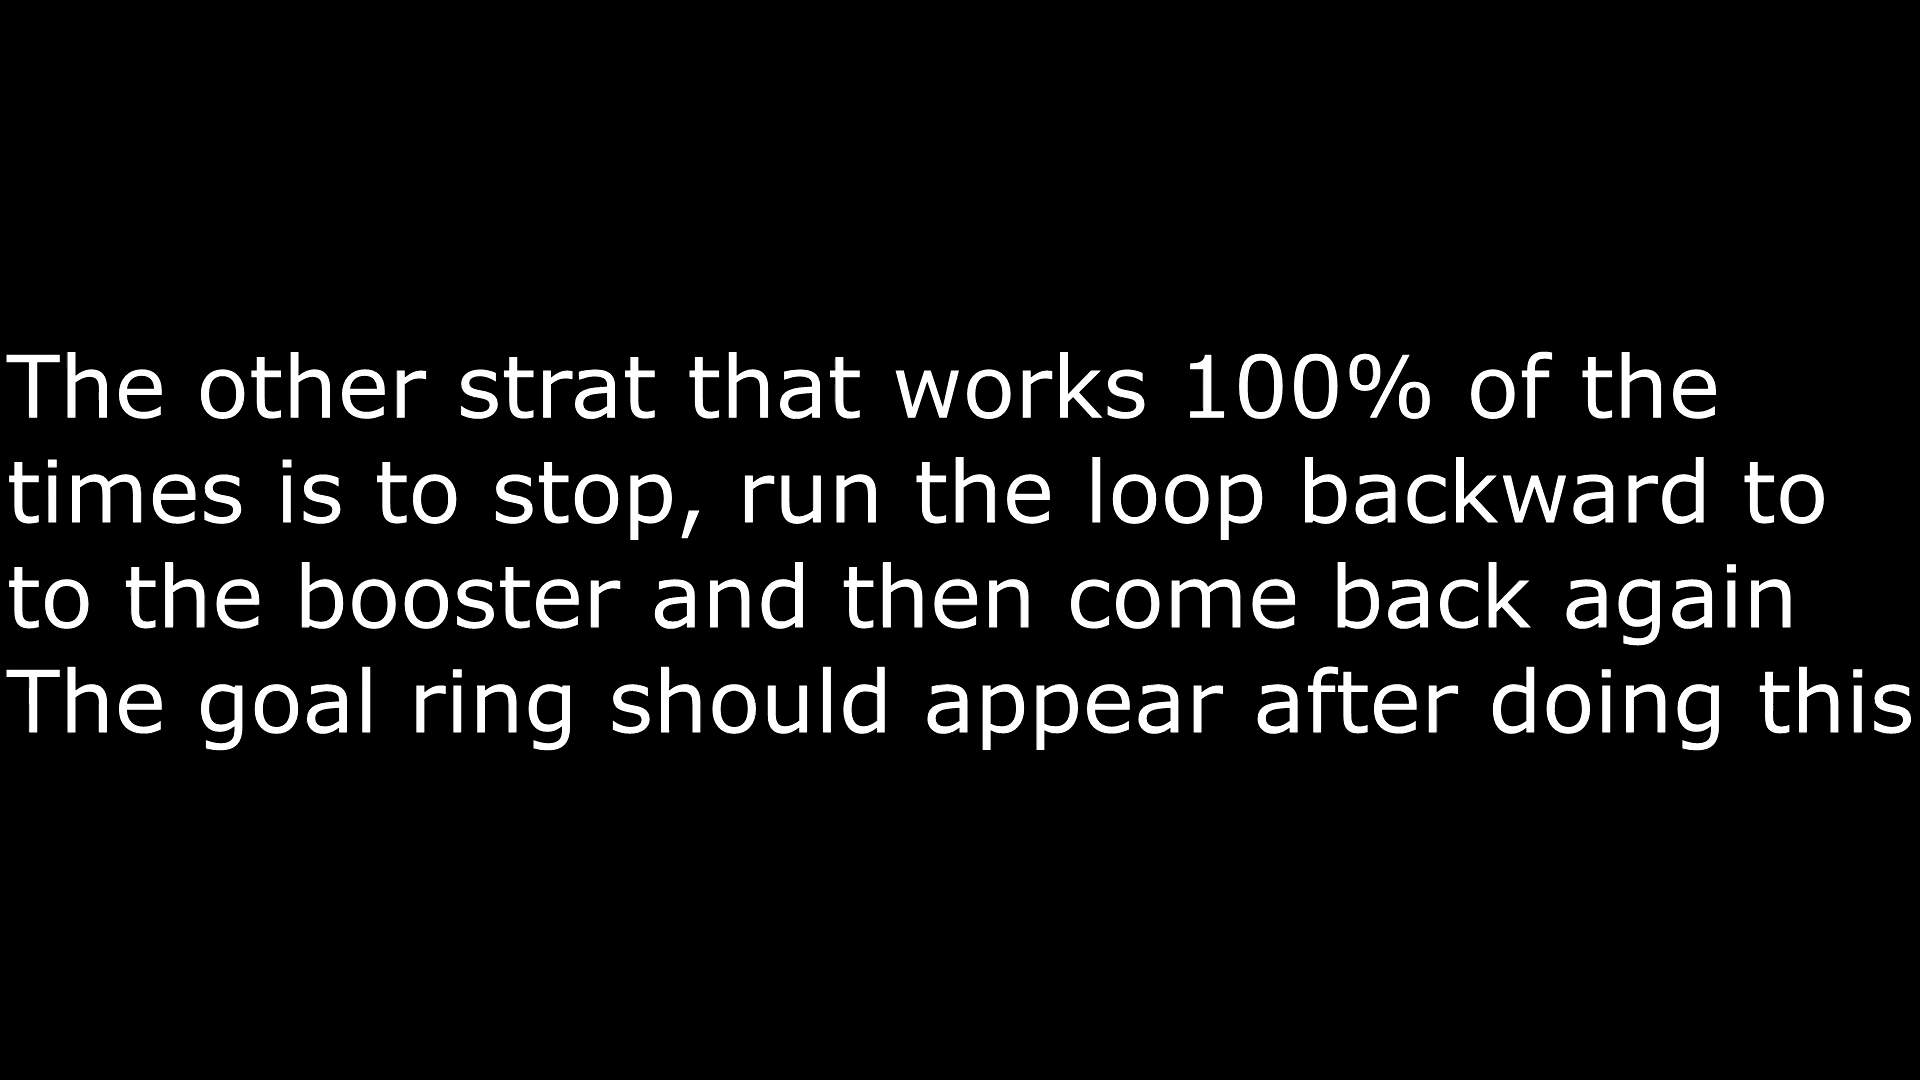 The other strat that works 100% of the
times is to stop, run the loop backward to
to the booster and then come back again
The goal ring should appear after doing this